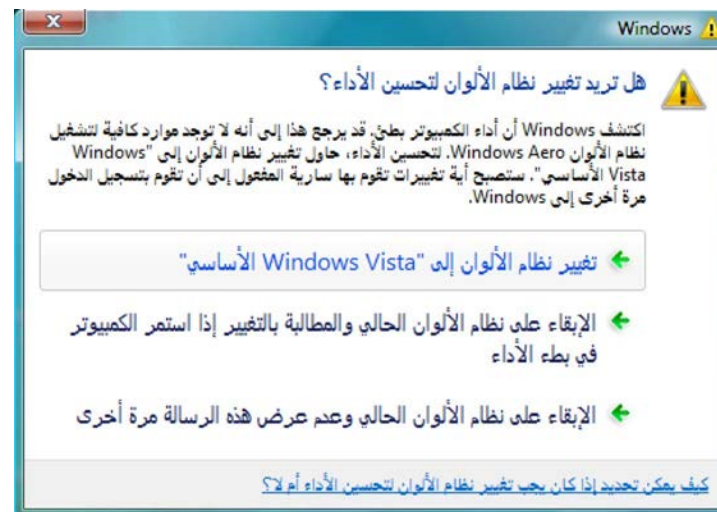 Windows
هل تريد تغيير نظام الألوان لتحسين الأداء؟
اكتشف Windows أن أداء الكمبيوتر بطئ. قد يرجع هذا إلى أنه لا توجد موارد كافية لتشغيل
نظام الألوان Windows Aero. لتحسين الأداء، حاول تغيير نظام الألوان إلى "Windows
Vista الأساسي". ستصبح أية تغييرات تقوم بها سارية المفعول إلى أن تقوم بتسجيل الدخول
مرة أخرى إلى Windows.
تغيير نظام الألوان إلى "Windows Vista الأساسي"
الإبقاء على نظام الألوان الحالي والمطالبة بالتغيير إذا استمر الكمبيوتر
في بطء الأداء
الإبقاء على نظام الألوان الحالي وعدم عرض هذه الرسالة مرة أخرى
كيف يمكن تحديد إذا كان يجب تغيير نظام الألوان لتحسين الأداء أم لا؟